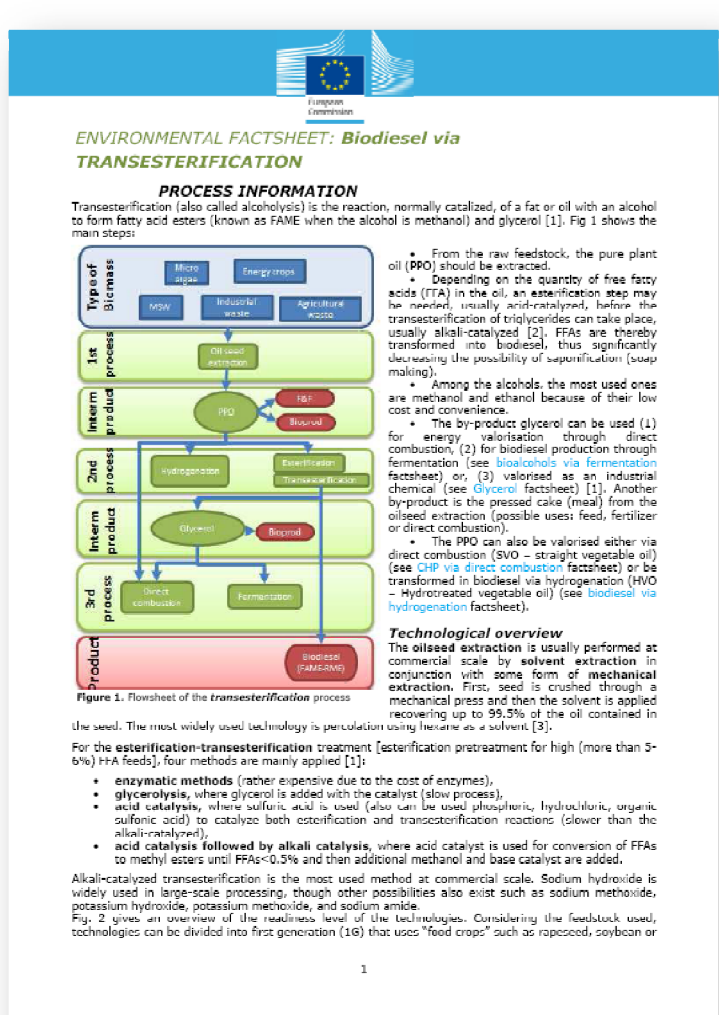 European
Commission
ENVIRONMENTAL FACTSHEET: Biodiesel via
TRANSESTERIFICATION
PROCESS INFORMATION
Transesterification (also called alcoholysis) is the reaction, normally catalized, of a fat or oil with an alcohol
to form fatty acid esters (known as FAME when the alcohol is methanol) and glycerol [1]. Fig 1 shows the
main steps:
Type of
Biomass
Micro
algae
Energy crops
MSW
Industrial
waste
Agricultural
waste
1st
process
Oil seed
extraction
Interm
product
PPO
F&F
Bioprod
2nd
process
Hydrogenation
Esterification
Transesterification
Interm
product
Glycerol
Bioprod
3rd
process
Direct
combustion
Fermentation
Product
Biodiesel
(FAME-RME)
Figure 1. Flowsheet of the transesterification process
• From the raw feedstock, the pure plant
oil (PPO) should be extracted.
• Depending on the quantity of free fatty
acids (FFA) in the oil, an esterification step may
be needed, usually acid-catalyzed, before the
transesterification of triglycerides can take place,
usually alkali-catalyzed [2]. FFAs are thereby
transformed into biodiesel, thus significantly
decreasing the possibility of saponification (soap
making).
• Among the alcohols, the most used ones
are methanol and ethanol because of their low
cost and convenience.
• The by-product glycerol can be used (1)
for energy valorisation through direct
combustion, (2) for biodiesel production through
fermentation (see bioalcohols via fermentation
factsheet) or, (3) valorised as an industrial
chemical (see Glycerol factsheet) [1]. Another
by-product is the pressed cake (meal) from the
oilseed extraction (possible uses: feed, fertilizer
or direct combustion).
• The PPO can also be valorised either via
direct combustion (SVO – straight vegetable oil)
(see CHP via direct combustion factsheet) or be
transformed in biodiesel via hydrogenation (HVO
– Hydrotreated vegetable oil) (see biodiesel via
hydrogenation factsheet).
Technological overview
The oilseed extraction is usually performed at
commercial scale by solvent extraction in
conjunction with some form of mechanical
extraction. First, seed is crushed through a
mechanical press and then the solvent is applied
recovering up to 99.5% of the oil contained in
the seed. The most widely used technology is percolation using hexane as a solvent [3].
For the esterification-transesterification treatment [esterification pretreatment for high (more than 5-
6%) FFA feeds], four methods are mainly applied [1]:
• enzymatic methods (rather expensive due to the cost of enzymes),
• glycerolysis, where glycerol is added with the catalyst (slow process),
• acid catalysis, where sulfuric acid is used (also can be used phosphoric, hydrochloric, organic
sulfonic acid) to catalyze both esterification and transesterification reactions (slower than the
alkali-catalyzed),
• acid catalysis followed by alkali catalysis, where acid catalyst is used for conversion of FFAs
to methyl esters until FFAs<0.5% and then additional methanol and base catalyst are added.
Alkali-catalyzed transesterification is the most used method at commercial scale. Sodium hydroxide is
widely used in large-scale processing, though other possibilities also exist such as sodium methoxide,
potassium hydroxide, potassium methoxide, and sodium amide.
Fig. 2 gives an overview of the readiness level of the technologies. Considering the feedstock used,
technologies can be divided into first generation (1G) that uses “food crops” such as rapeseed, soybean or
1